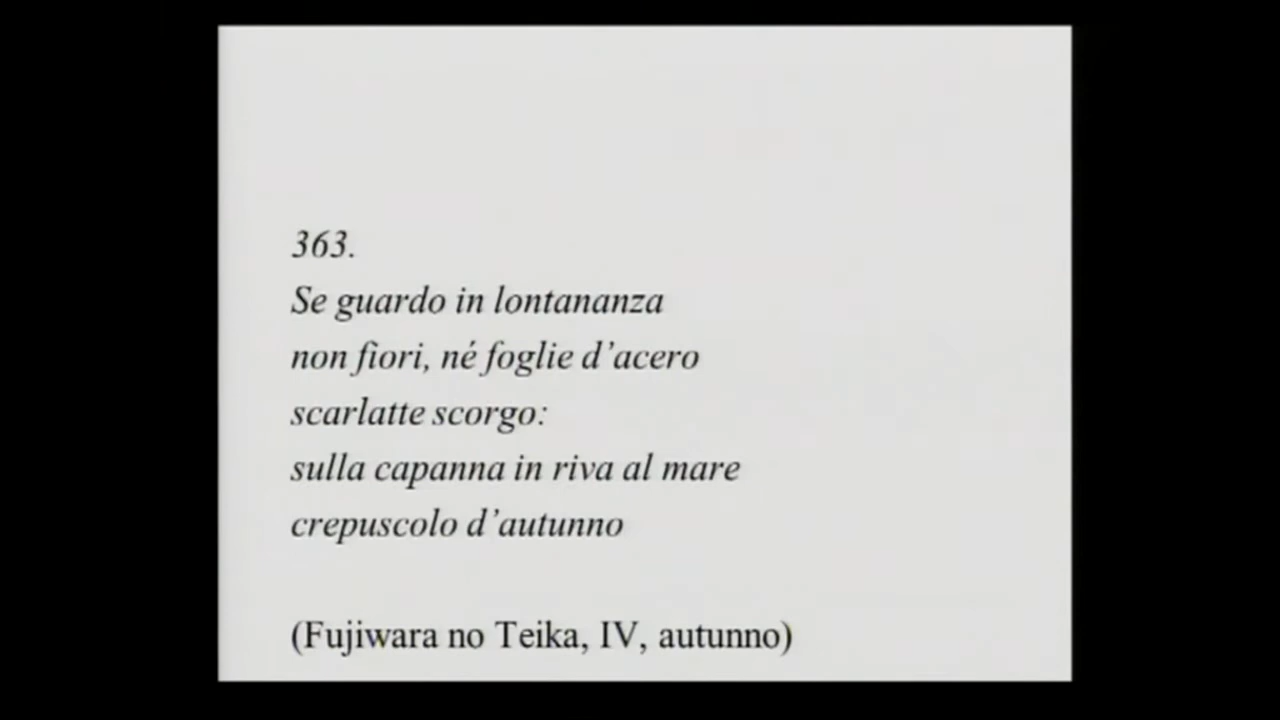 363.
Se guardo in lontananza
non fiori, né foglie d’acero
scarlatte scorgo:
sulla capanna in riva al mare
crepuscolo d’autunno
(Fujiwara no Teika, IV, autunno)